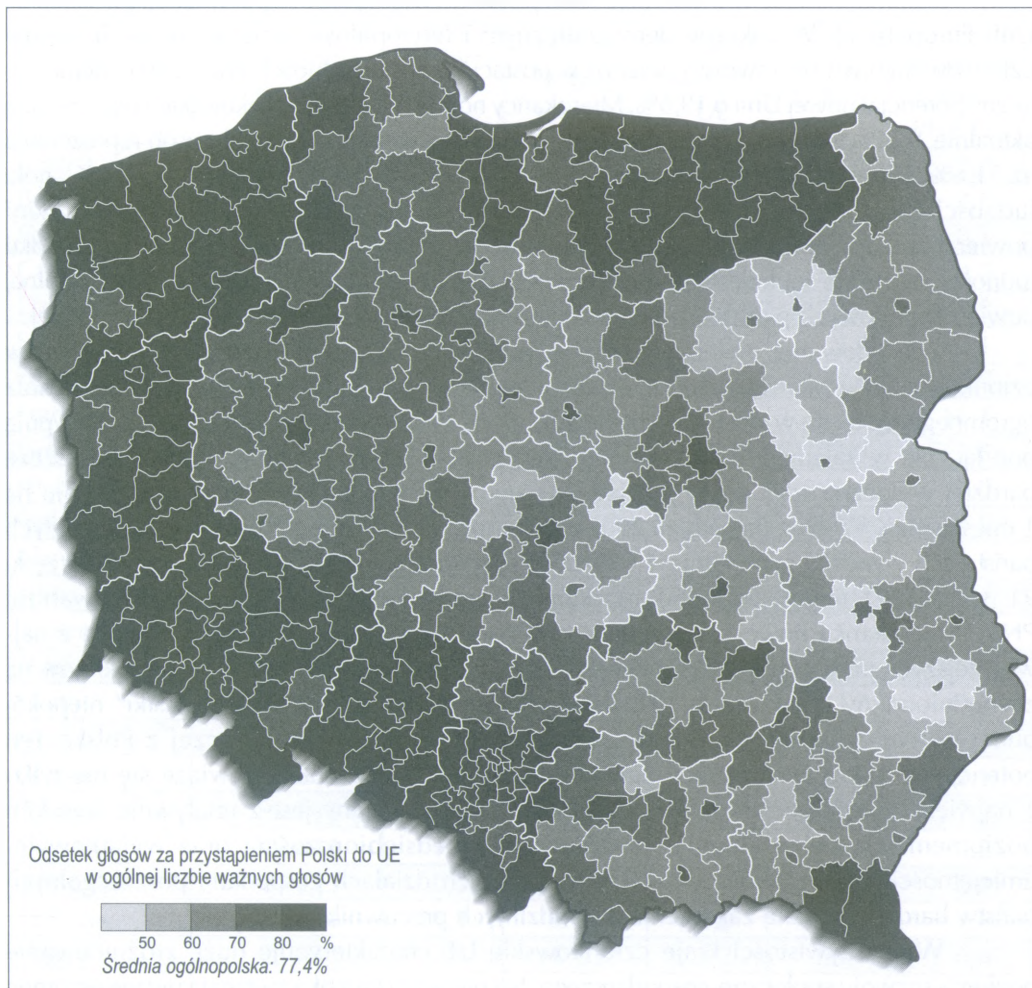 Odsetek głosów za przystąpieniem Polski do UE
w ogólnej liczbie ważnych głosów
50 60 70 80 %
Średnia ogólnopolska: 77,4%